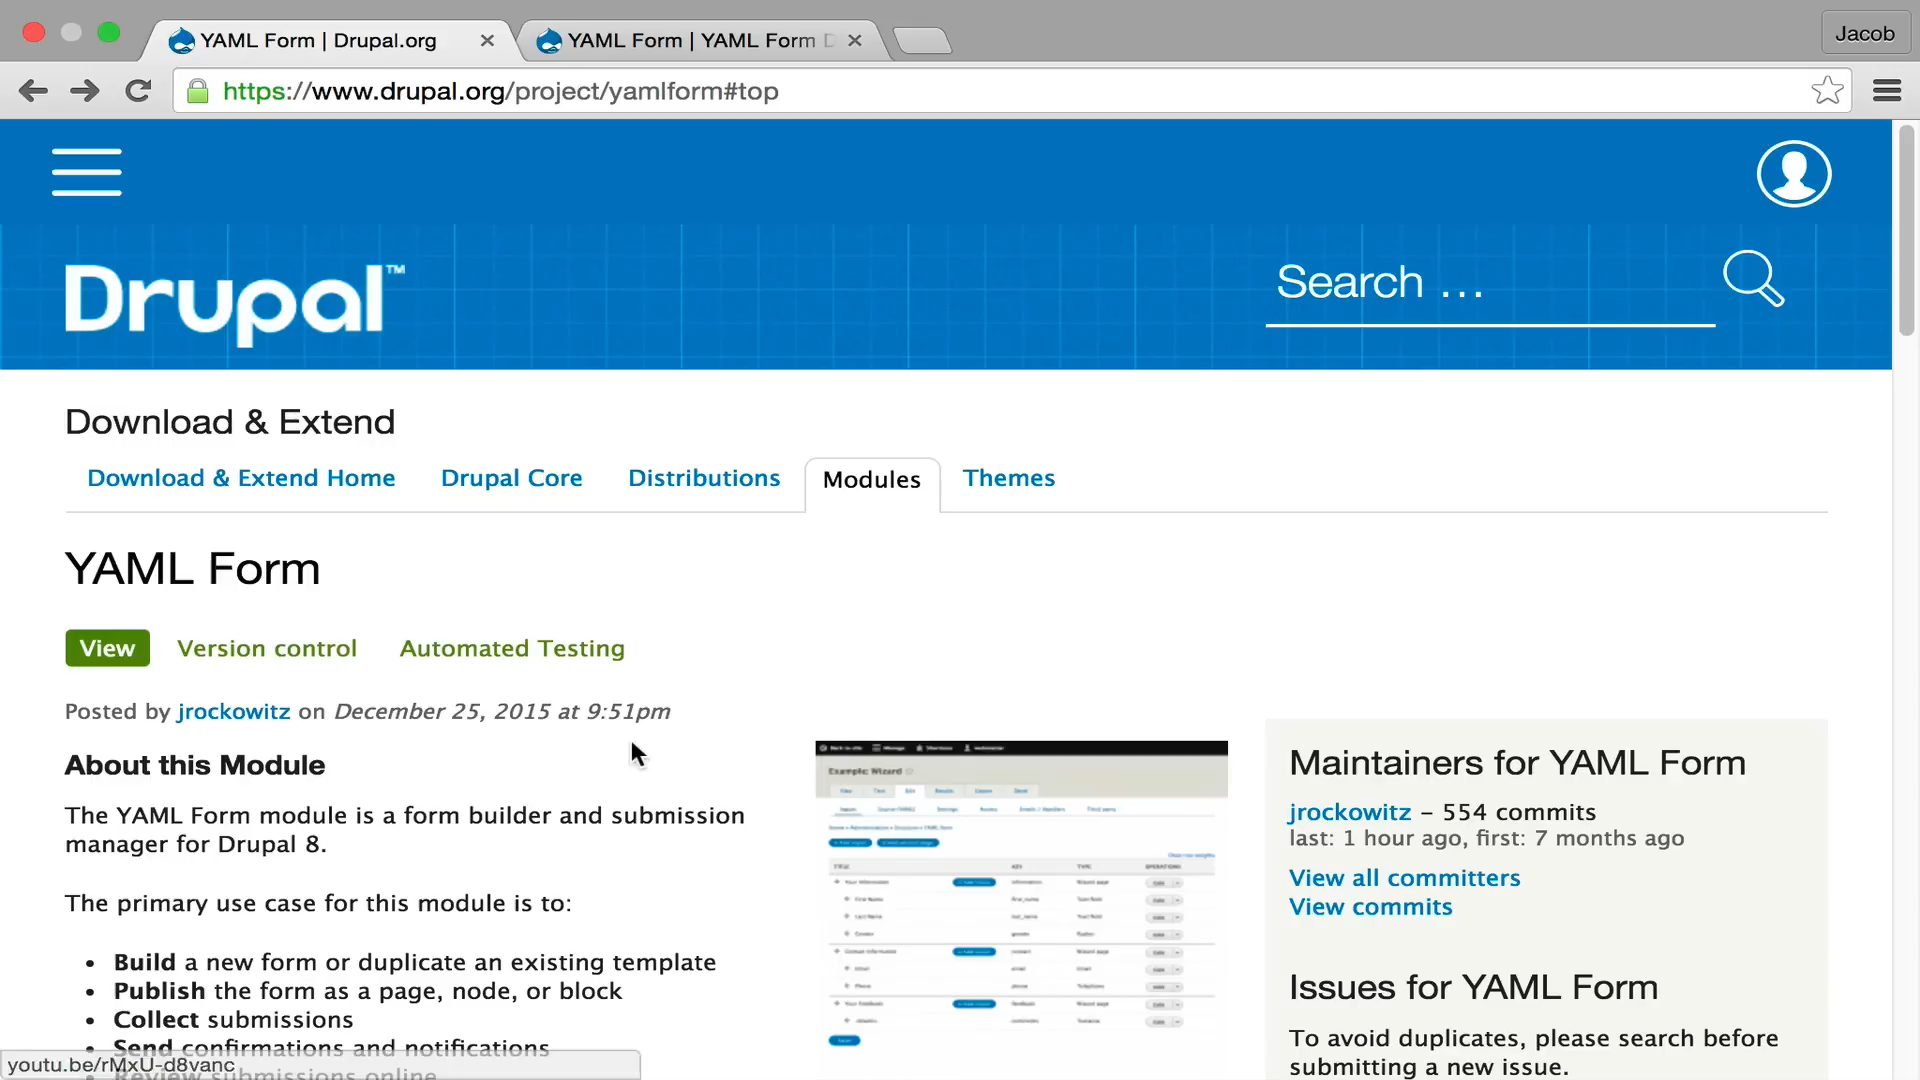 YAML Form | Drupal.org
YAML Form | YAML Form
Jacob
https://www.drupal.org/project/yamlform#top
Drupal™
Search ...
Download & Extend
Download & Extend Home
Drupal Core
Distributions
Modules
Themes
YAML Form
View
Version control
Automated Testing
Posted by jrockowitz on December 25, 2015 at 9:51pm
About this Module
The YAML Form module is a form builder and submission
manager for Drupal 8.
The primary use case for this module is to:
• Build a new form or duplicate an existing template
• Publish the form as a page, node, or block
• Collect submissions
• Send confirmations and notifications
• Review submissions online
youtu.be/rMxU-d8vanc
Example: Wizard
Maintainers for YAML Form
jrockowitz – 554 commits
last: 1 hour ago, first: 7 months ago
View all committers
View commits
Issues for YAML Form
To avoid duplicates, please search before
submitting a new issue.